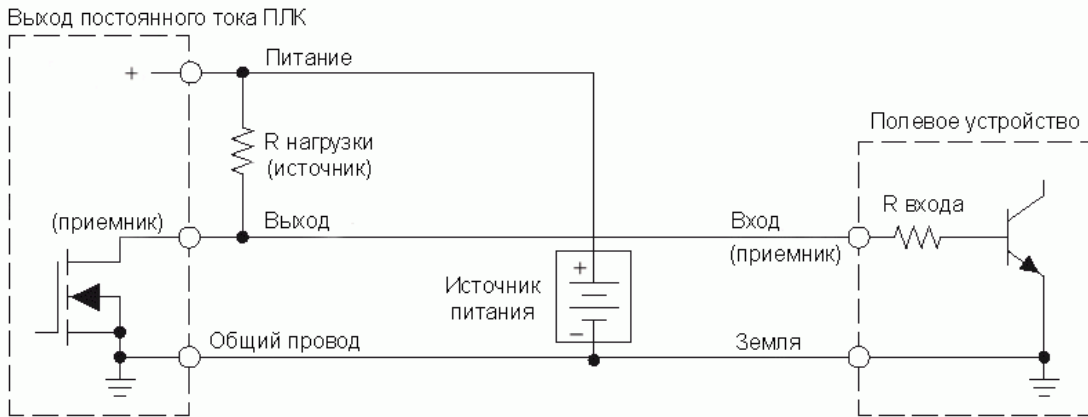 Выход постоянного тока ПЛК
+
Питание
R нагрузки
(источник)
Полевое устройство
(приемник)
Выход
Вход
(приемник)
R входа
+
Источник
питания
−
Общий провод
Земля